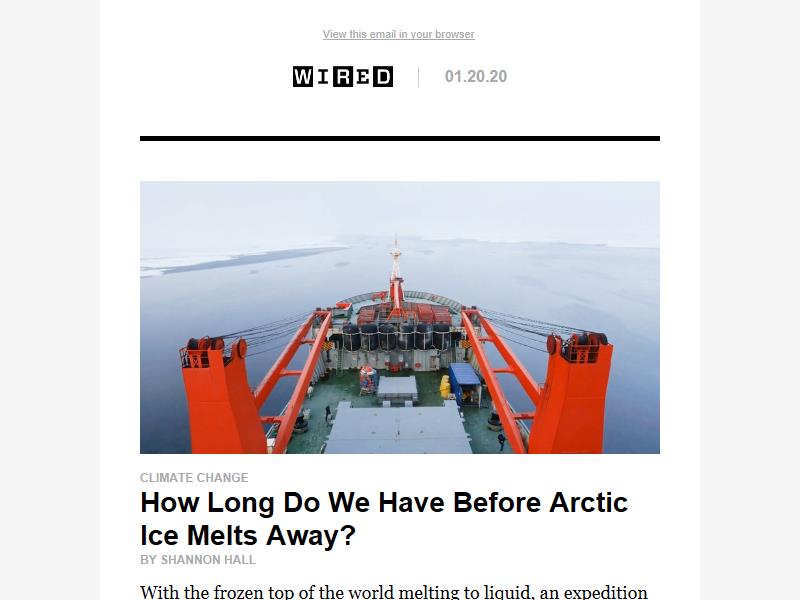 View this email in your browser
WIRED 01.20.20
CLIMATE CHANGE
How Long Do We Have Before Arctic
Ice Melts Away?
BY SHANNON HALL
With the frozen top of the world melting to liquid, an expedition